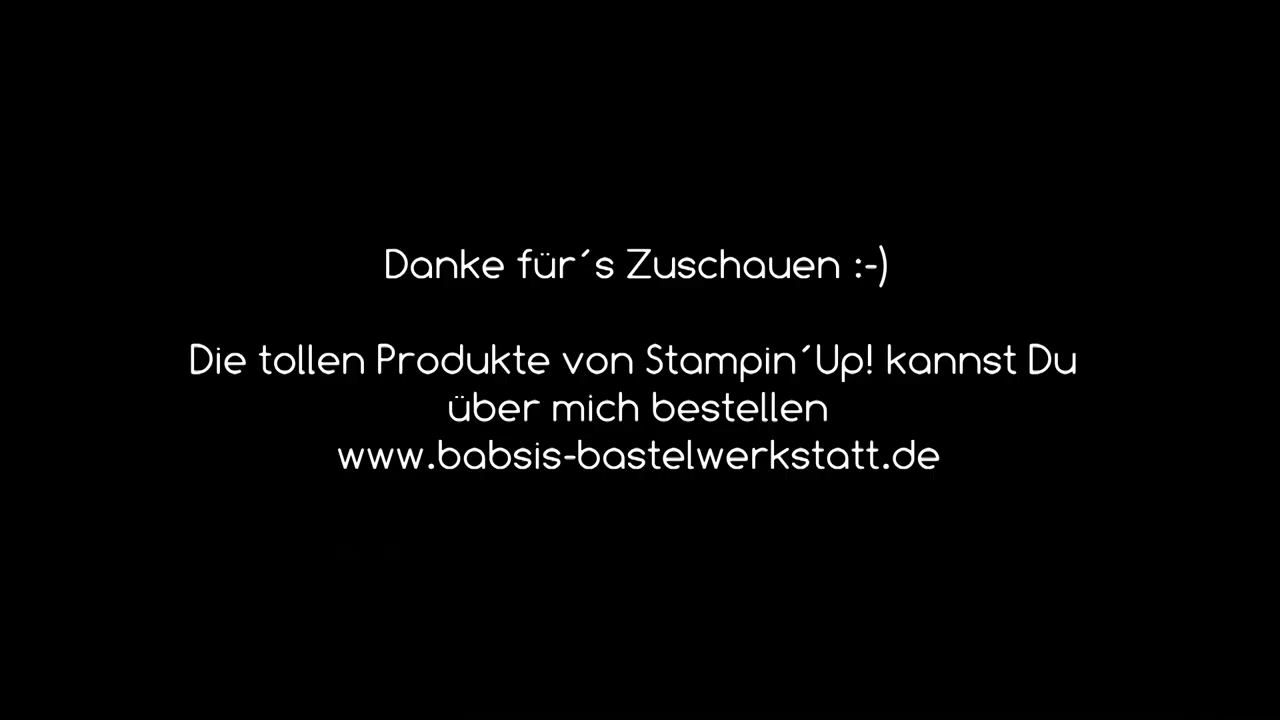 Danke für´s Zuschauen :-)
Die tollen Produkte von Stampin´Up! kannst Du
über mich bestellen
www.babsis-bastelwerkstatt.de